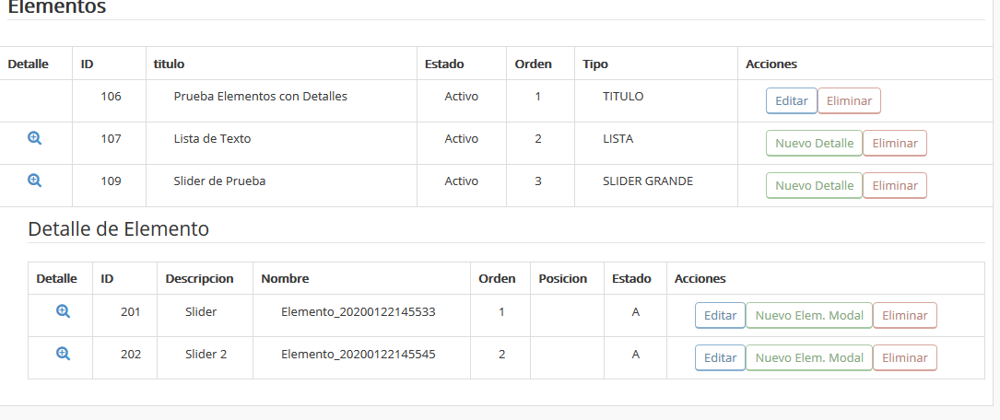 Elementos
Detalle ID titulo Estado Orden Tipo Acciones
106 Prueba Elementos con Detalles Activo 1 TITULO Editar Eliminar
107 Lista de Texto Activo 2 LISTA Nuevo Detalle Eliminar
109 Slider de Prueba Activo 3 SLIDER GRANDE Nuevo Detalle Eliminar
Detalle de Elemento
Detalle ID Descripcion Nombre Orden Posicion Estado Acciones
201 Slider Elemento_20200122145533 1 A Editar Nuevo Elem. Modal Eliminar
202 Slider 2 Elemento_20200122145545 2 A Editar Nuevo Elem. Modal Eliminar